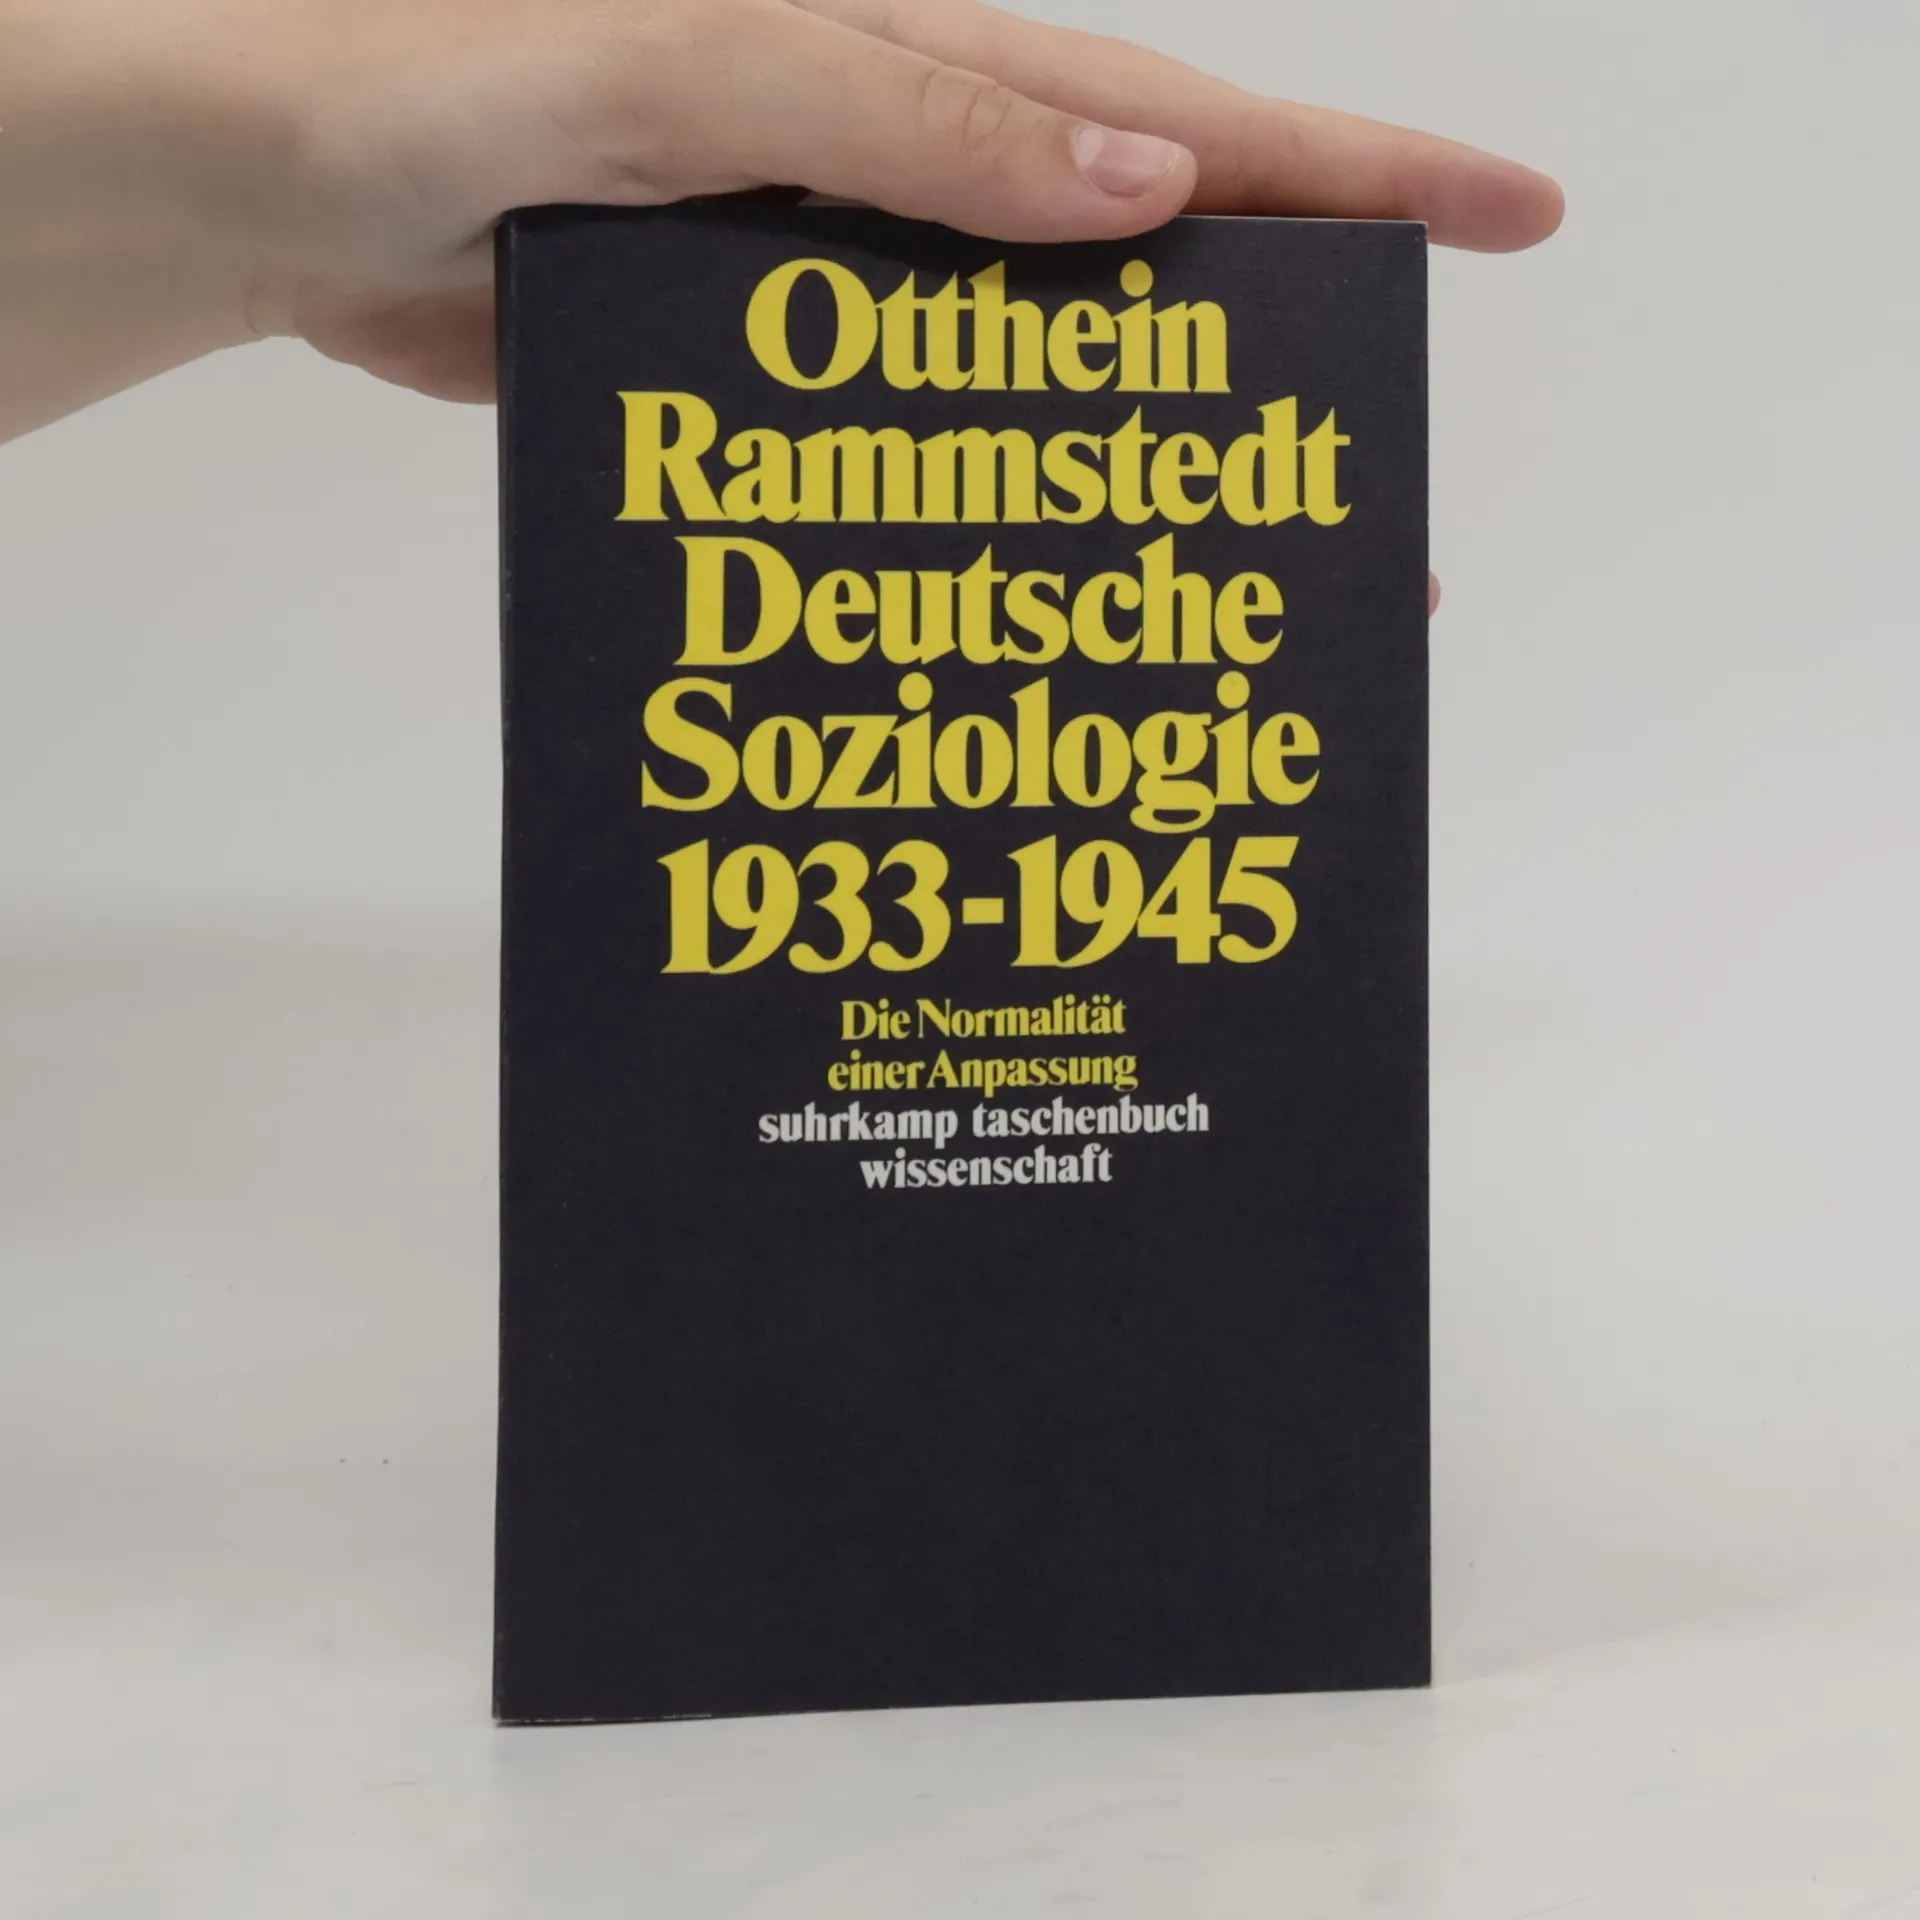 Otthein
Rammstedt
Deutsche
Soziologie
1933-1945
Die Normalität
einer Anpassung
suhrkamp taschenbuch
wissenschaft